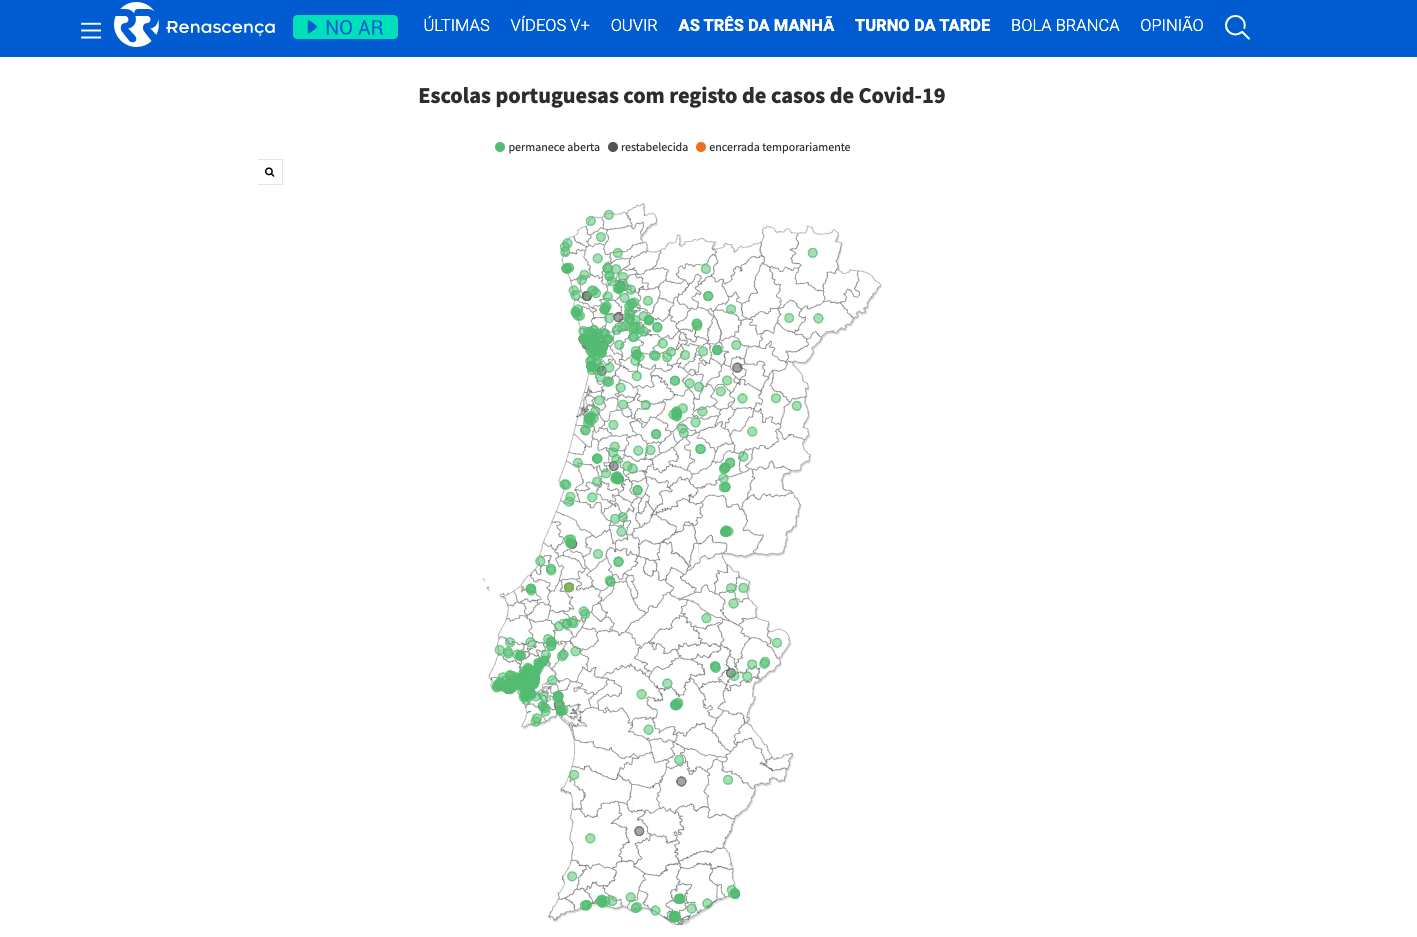 Renascença
NO AR
ÚLTIMAS VÍDEOS V+ OUVIR AS TRÊS DA MANHÃ TURNO DA TARDE BOLA BRANCA OPINIÃO
Escolas portuguesas com registo de casos de Covid-19
permanece aberta restabelecida encerrada temporariamente